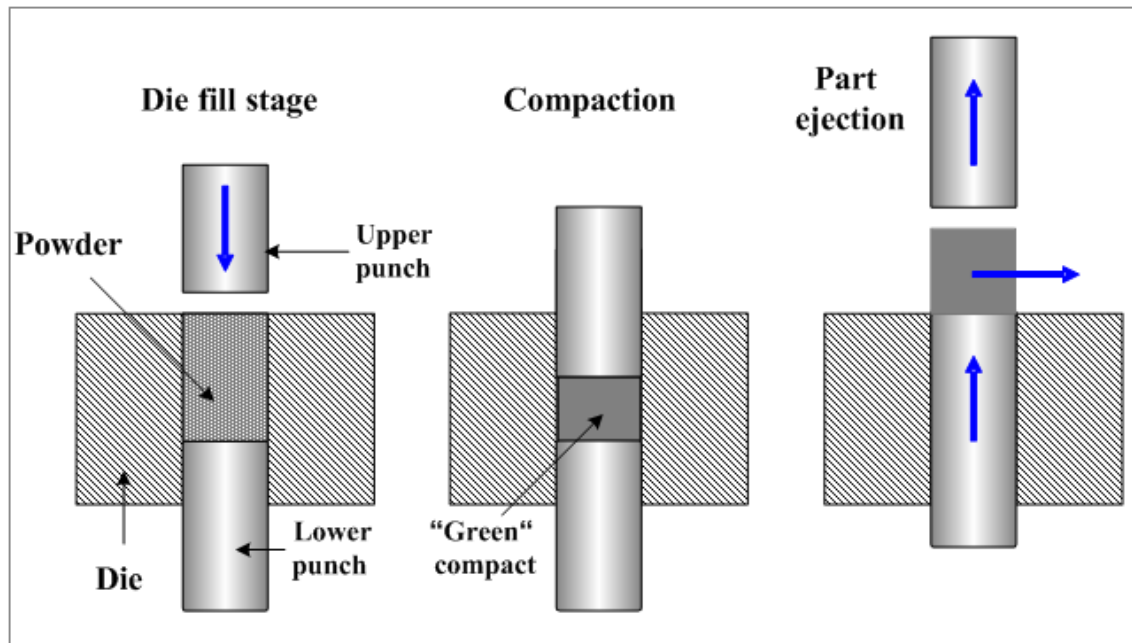 Die fill stage
Compaction
Part
ejection
Powder
Upper
punch
Die
Lower
punch
“Green“
compact